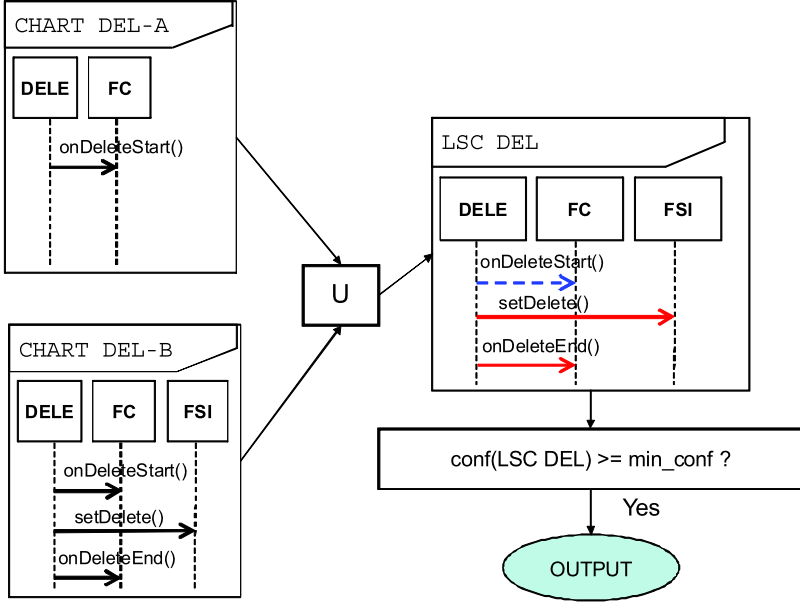 CHART DEL-A
DELE
FC
onDeleteStart()
CHART DEL-B
DELE
FC
FSI
onDeleteStart()
setDelete()
onDeleteEnd()
U
LSC DEL
DELE
FC
FSI
onDeleteStart()
setDelete()
onDeleteEnd()
conf(LSC DEL) >= min_conf ?
Yes
OUTPUT